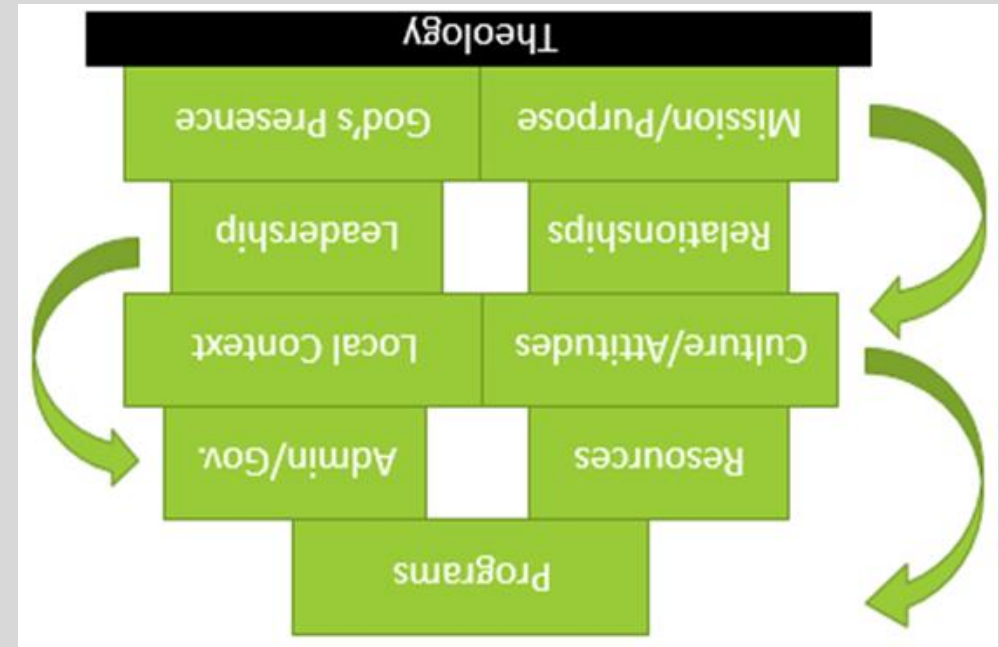 Programs
Resources
Admin/Gov.
Culture/Attitudes
Local Context
Relationships
Leadership
Mission/Purpose
God's Presence
Theology